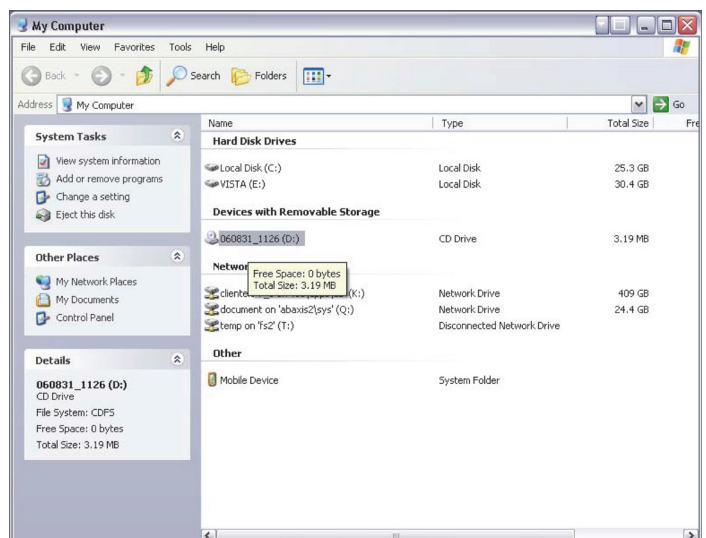 My Computer
File Edit View Favorites Tools Help
Back Search Folders
Address My Computer Go
System Tasks
View system information
Add or remove programs
Change a setting
Eject this disk
Other Places
My Network Places
My Documents
Control Panel
Details
060831_1126 (D:)
CD Drive
File System: CDFS
Free Space: 0 bytes
Total Size: 3.19 MB
Name Type Total Size Fre
Hard Disk Drives
Local Disk (C:) Local Disk 25.3 GB
VISTA (E:) Local Disk 30.4 GB
Devices with Removable Storage
060831_1126 (D:) CD Drive 3.19 MB
Networ
Free Space: 0 bytes
Total Size: 3.19 MB
(K:) Network Drive 409 GB
document on 'abaxis2\sys' (Q:) Network Drive 24.4 GB
temp on 'fs2' (T:) Disconnected Network Drive
Other
Mobile Device System Folder